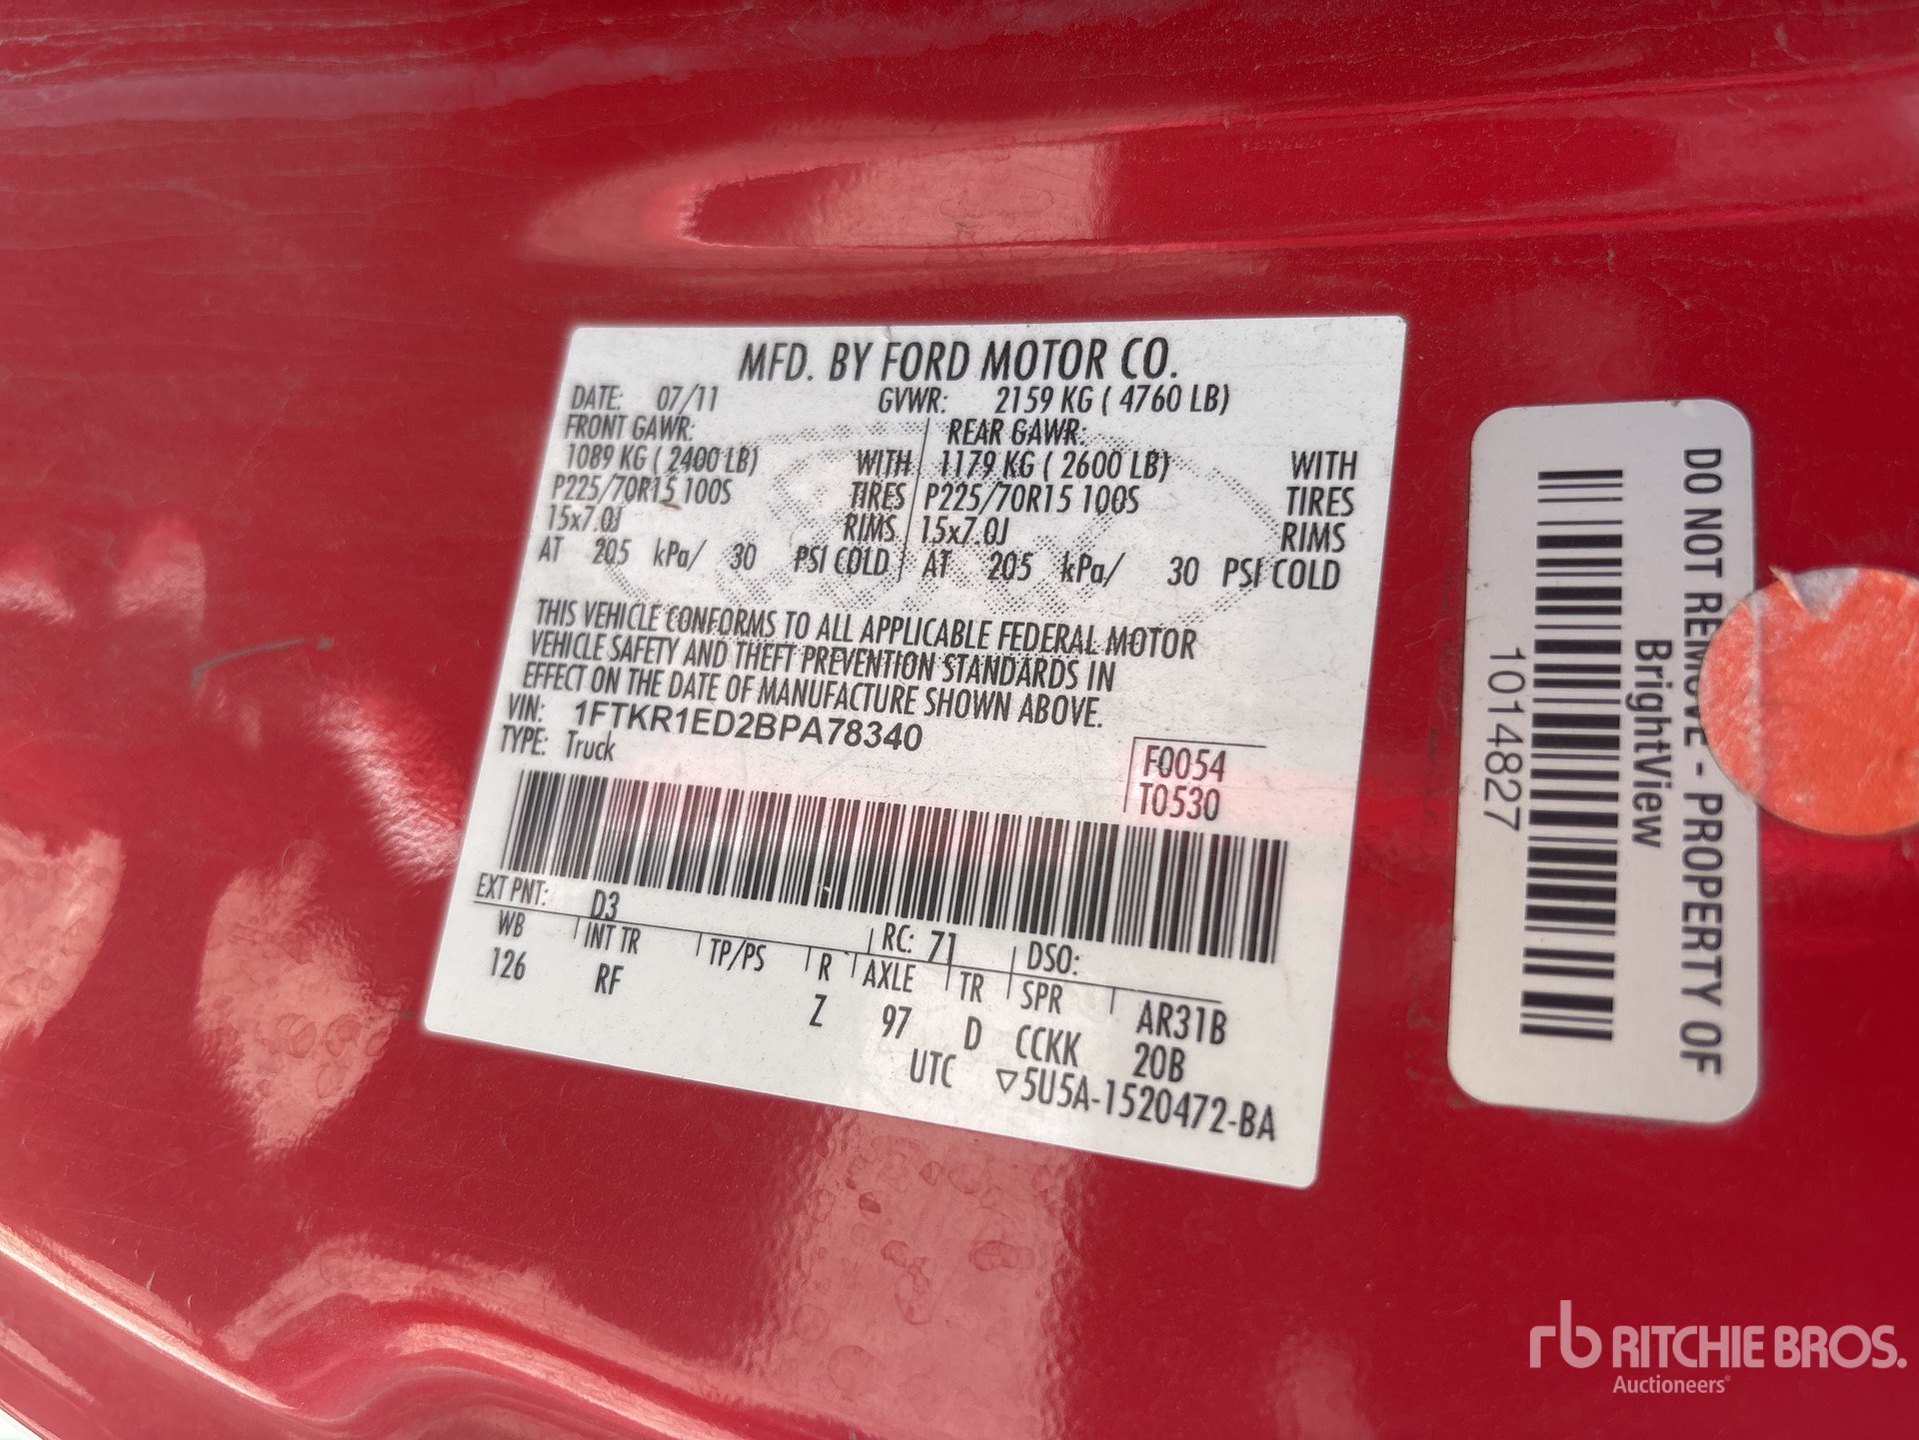 MFD. BY FORD MOTOR CO.
DATE: 07/11 GVWR: 2159 KG ( 4760 LB)
FRONT GAWR: REAR GAWR:
1089 KG ( 2400 LB) WITH 1179 KG ( 2600 LB) WITH
P225/70R15 100S TIRES P225/70R15 100S TIRES
15x7.0J RIMS 15x7.0J RIMS
AT 205 kPa/ 30 PSI COLD AT 205 kPa/ 30 PSI COLD
THIS VEHICLE CONFORMS TO ALL APPLICABLE FEDERAL MOTOR
VEHICLE SAFETY AND THEFT PREVENTION STANDARDS IN
EFFECT ON THE DATE OF MANUFACTURE SHOWN ABOVE.
VIN: 1FTKR1ED2BPA78340
TYPE: Truck
F0054
T0530
EXT PNT: D3 RC: 71 DSO:
WB INT TR TP/PS R AXLE TR SPR
126 RF Z 97 D CCKK
AR31B
20B
UTC ▽5U5A-1520472-BA
DO NOT REMOVE - PROPERTY OF
BrightView
1014827
rb RITCHIE BROS.
Auctioneers®